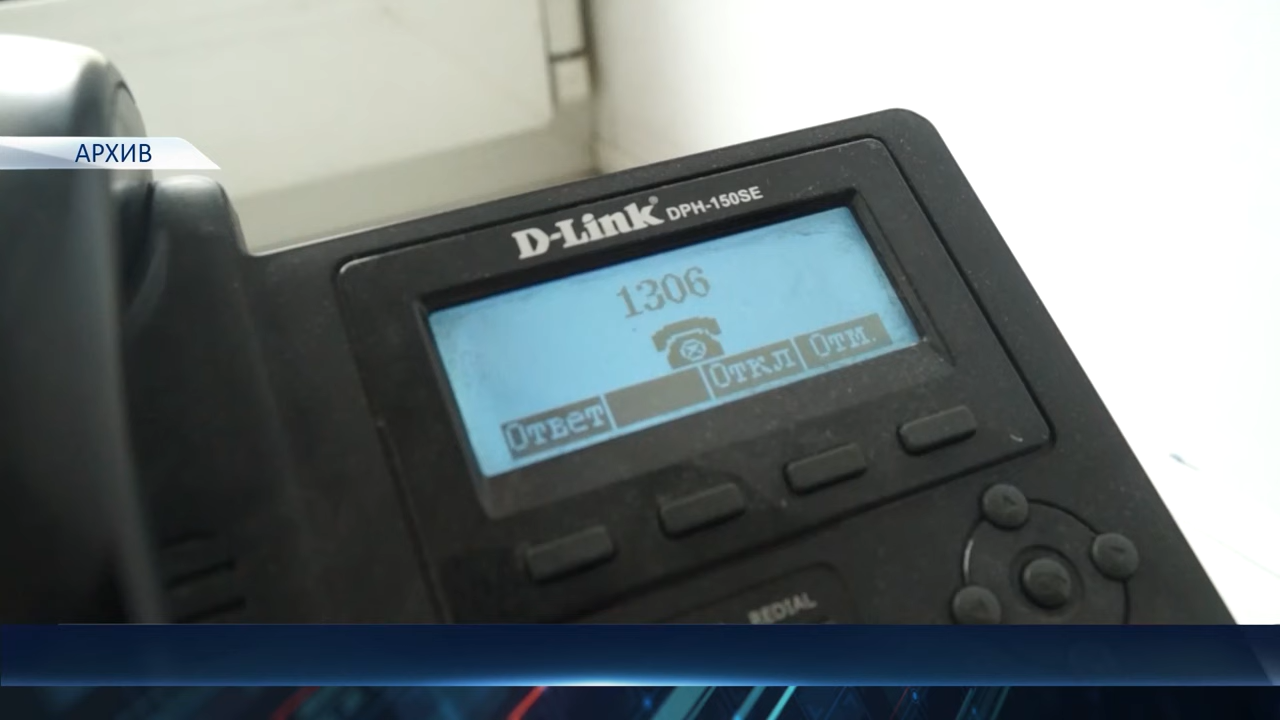 АРХИВ
D-Link DPH-150SE
1306
Ответ Откл Отм.
REDIAL